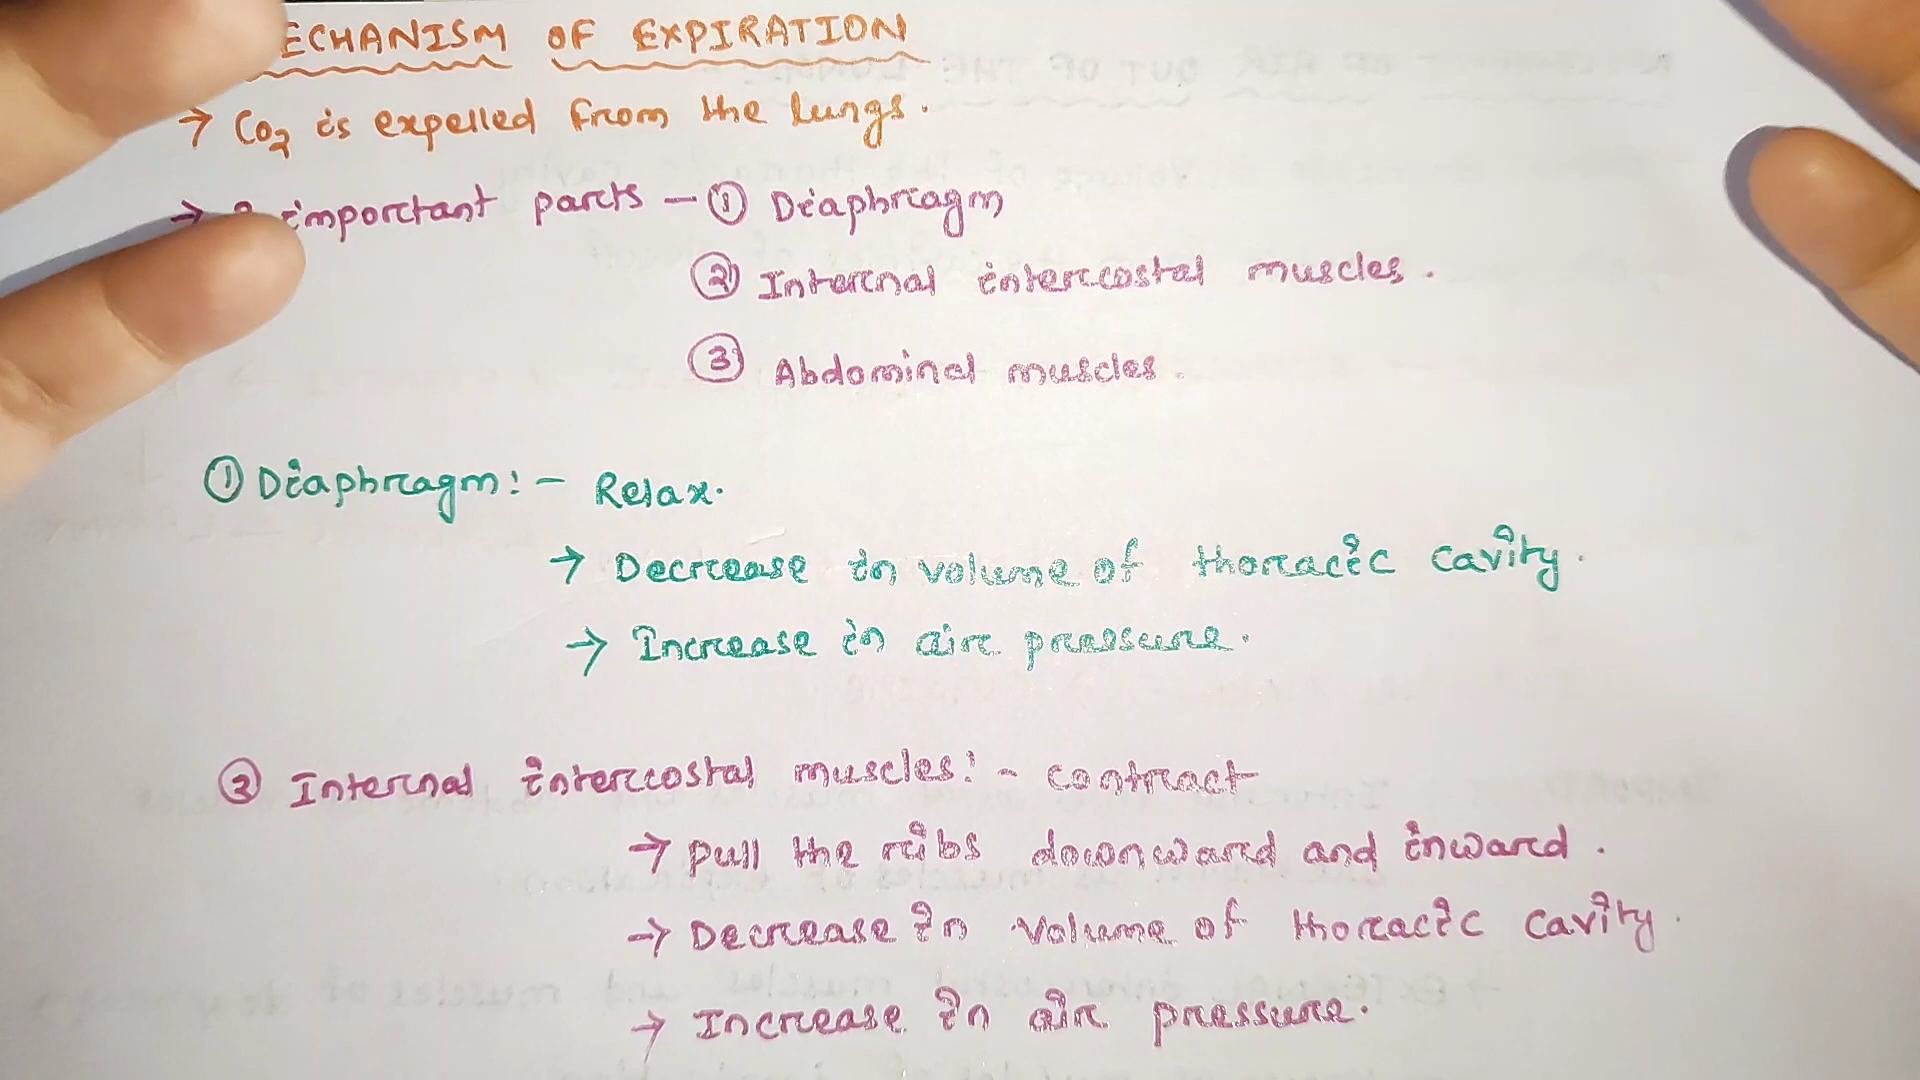 ECHANISM OF EXPIRATION
→ CO2 is expelled from the lungs.
→ important parts – ① Diaphragm
② Internal intercostal muscles.
③ Abdominal muscles.
① Diaphragm:- Relax.
→ Decrease in volume of thoracic cavity.
→ Increase in air pressure.
② Internal intercostal muscles:- contract
→ pull the ribs downward and inward.
→ Decrease in volume of thoracic cavity.
→ Increase in air pressure.